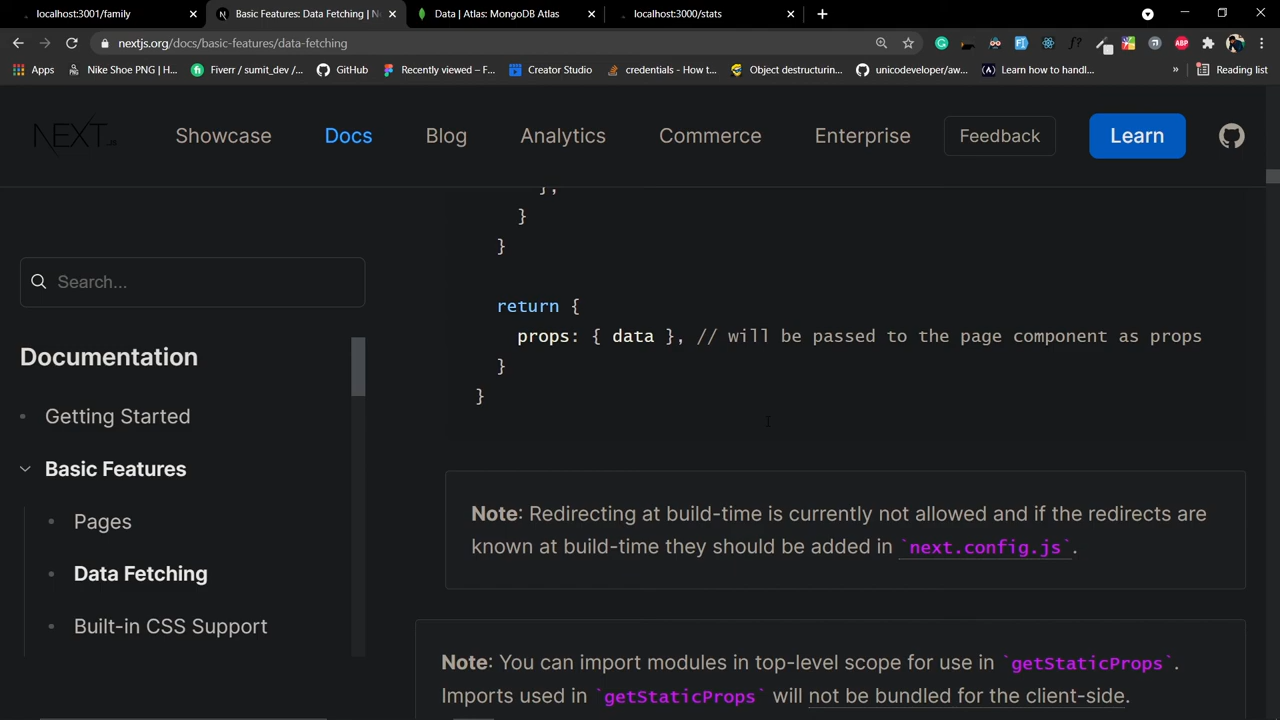 localhost:3001/family
Basic Features: Data Fetching | N
Data | Atlas: MongoDB Atlas
localhost:3000/stats
nextjs.org/docs/basic-features/data-fetching
Apps
Nike Shoe PNG | H...
Fiverr / sumit_dev /...
GitHub
Recently viewed – F...
Creator Studio
credentials - How t...
Object destructurin...
unicodeveloper/aw...
Learn how to handl...
»
Reading list
NEXT.JS
Showcase
Docs
Blog
Analytics
Commerce
Enterprise
Feedback
Learn
Search...
Documentation
Getting Started
Basic Features
Pages
Data Fetching
Built-in CSS Support
},
}
}
return {
props: { data }, // will be passed to the page component as props
}
}
Note: Redirecting at build-time is currently not allowed and if the redirects are
known at build-time they should be added in `next.config.js`.
Note: You can import modules in top-level scope for use in `getStaticProps`.
Imports used in `getStaticProps` will not be bundled for the client-side.